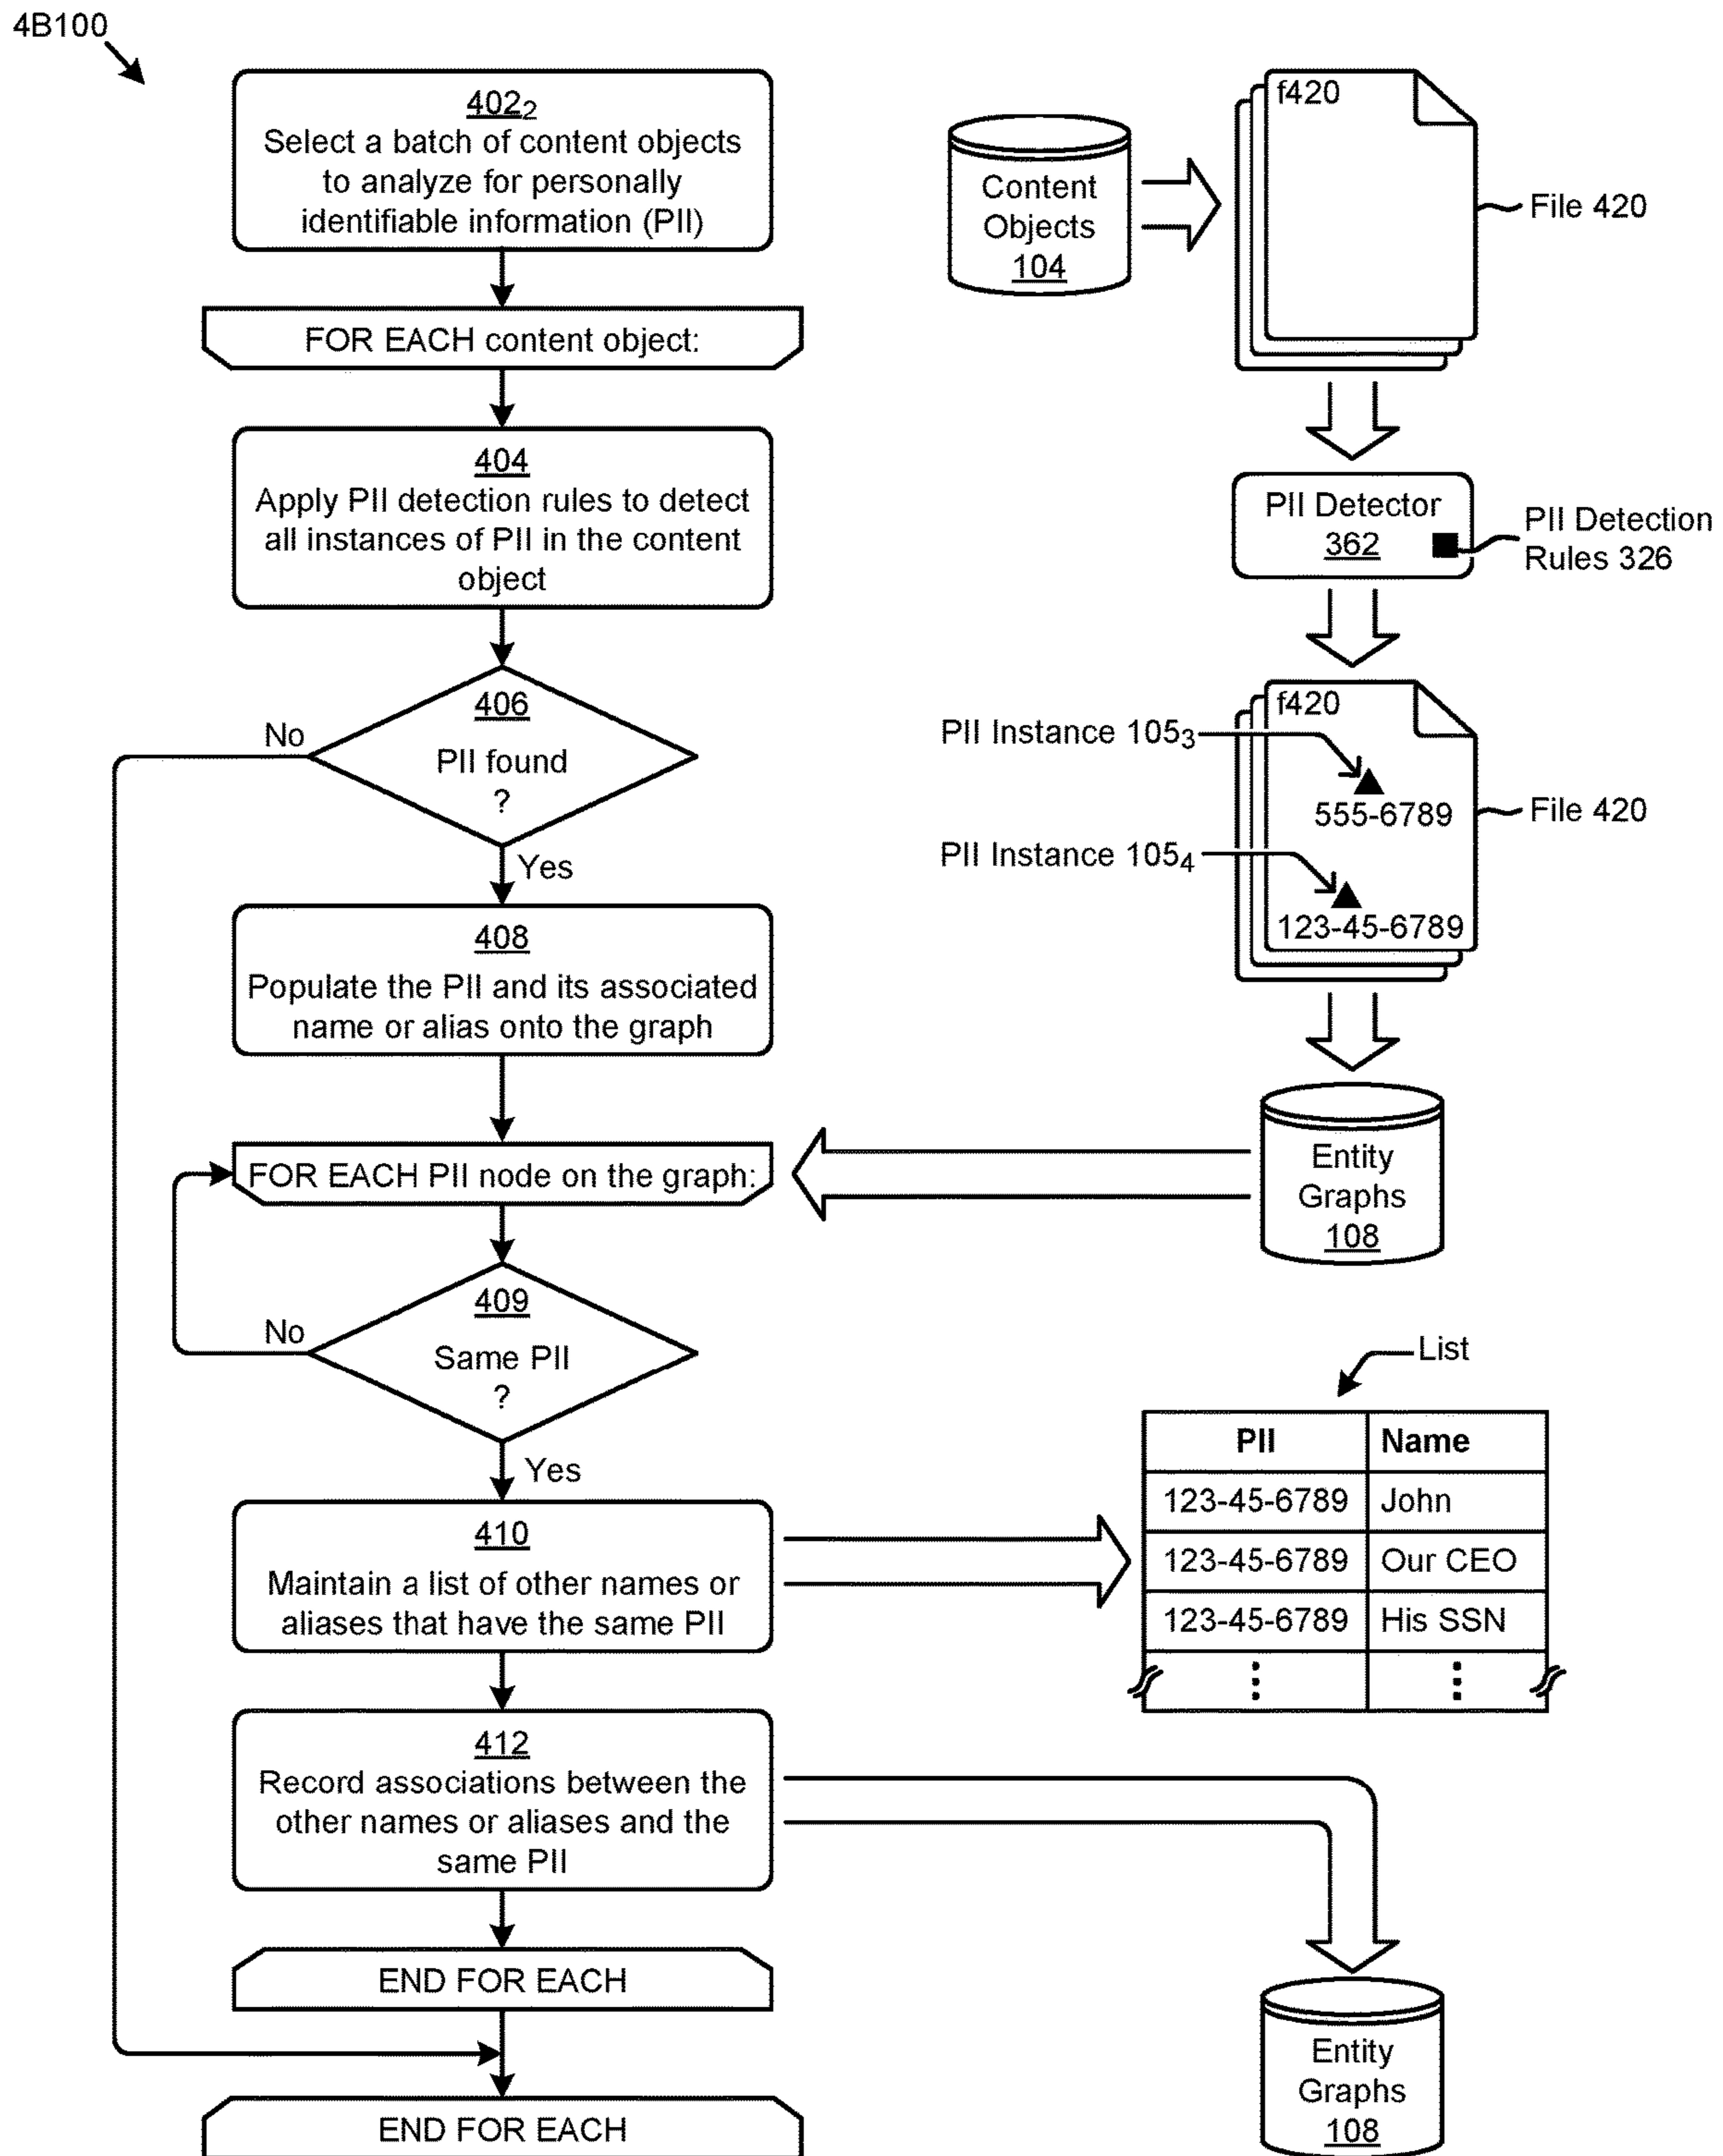 4B100
402₂
Select a batch of content objects
to analyze for personally
identifiable information (PII)
FOR EACH content object:
404
Apply PII detection rules to detect
all instances of PII in the content
object
406
PII found
?
No
Yes
408
Populate the PII and its associated
name or alias onto the graph
FOR EACH PII node on the graph:
409
Same PII
?
No
Yes
410
Maintain a list of other names or
aliases that have the same PII
412
Record associations between the
other names or aliases and the
same PII
END FOR EACH
END FOR EACH
Content
Objects
104
f420
File 420
PII Detector
362
PII Detection
Rules 326
f420
PII Instance 105₃
555-6789
File 420
PII Instance 105₄
123-45-6789
Entity
Graphs
108
List
PII Name
123-45-6789 John
123-45-6789 Our CEO
123-45-6789 His SSN
Entity
Graphs
108